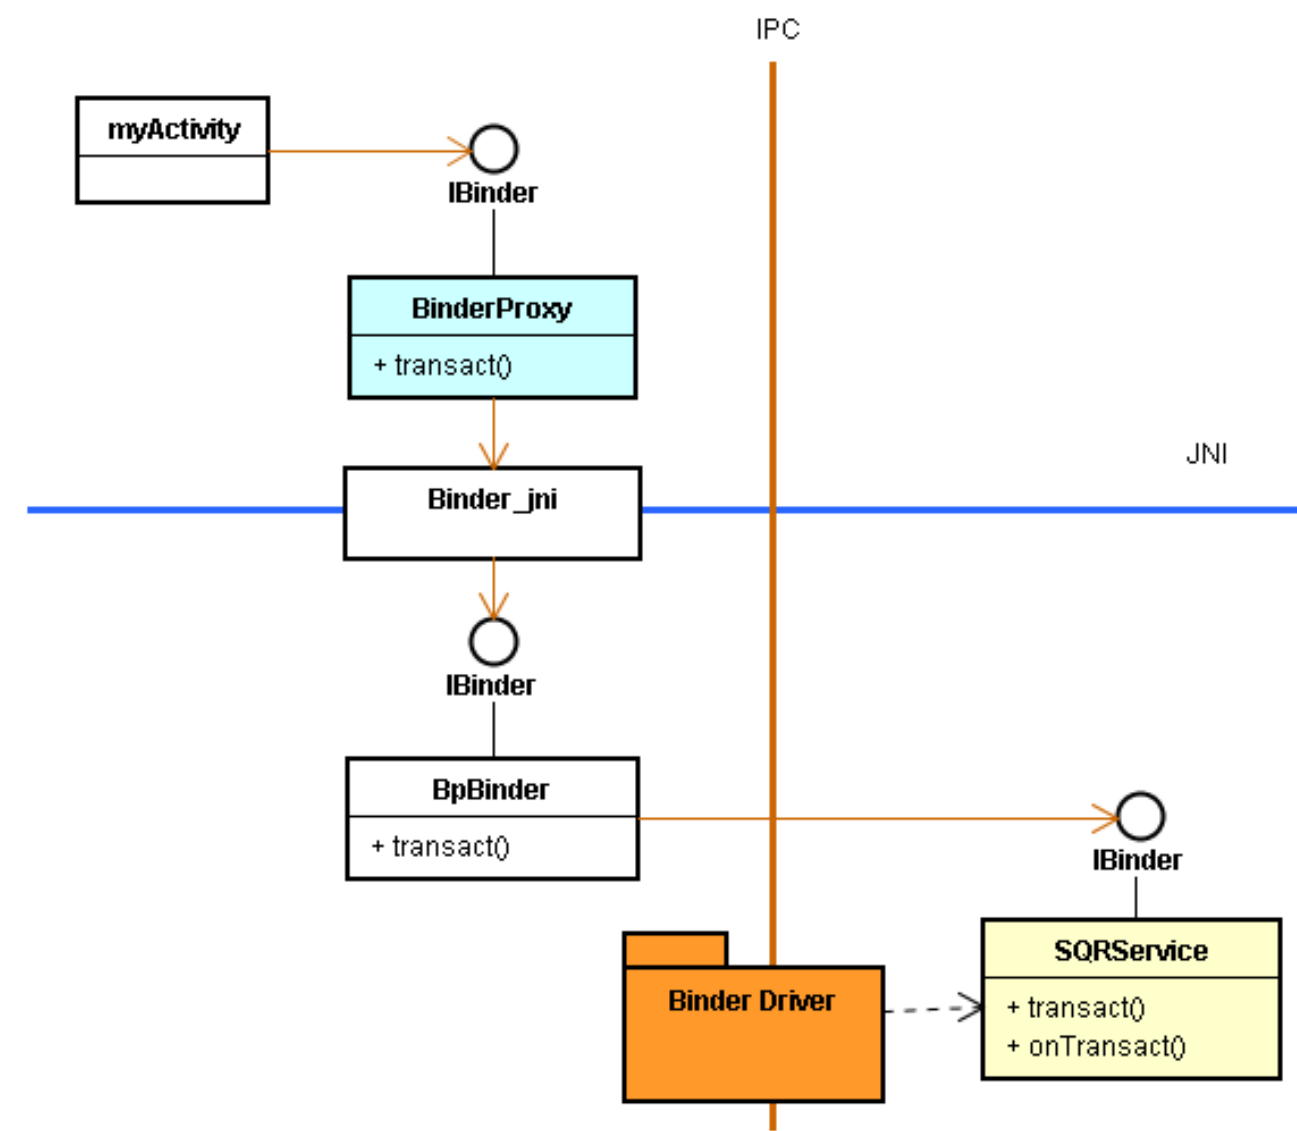 IPC
myActivity
IBinder
BinderProxy
+ transact()
JNI
Binder_jni
IBinder
BpBinder
+ transact()
IBinder
SQRService
+ transact()
+ onTransact()
Binder Driver